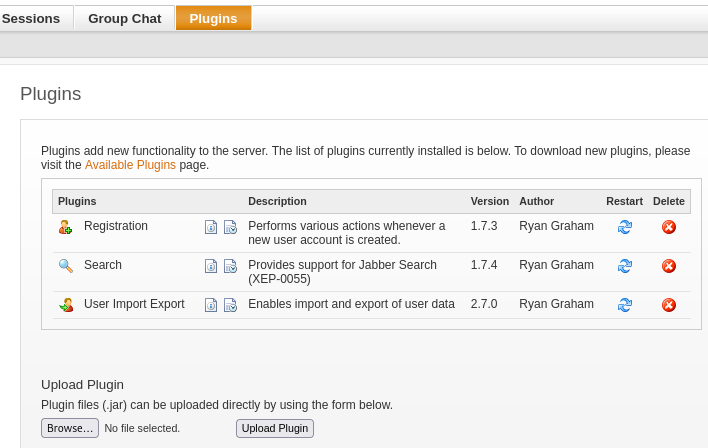 Sessions Group Chat Plugins
Plugins
Plugins add new functionality to the server. The list of plugins currently installed is below. To download new plugins, please
visit the Available Plugins page.
Plugins Description Version Author Restart Delete
Registration Performs various actions whenever a 1.7.3 Ryan Graham
new user account is created.
Search Provides support for Jabber Search 1.7.4 Ryan Graham
(XEP-0055)
User Import Export Enables import and export of user data 2.7.0 Ryan Graham
Upload Plugin
Plugin files (.jar) can be uploaded directly by using the form below.
Browse... No file selected. Upload Plugin